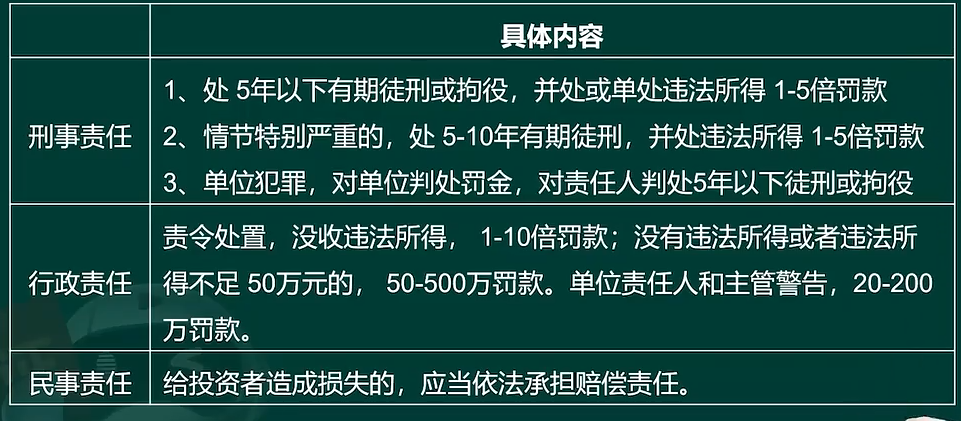 具体内容
刑事责任
1、处 5年以下有期徒刑或拘役，并处或单处违法所得 1-5倍罚款
2、情节特别严重的，处 5-10年有期徒刑，并处违法所得 1-5倍罚款
3、单位犯罪，对单位判处罚金，对责任人判处5年以下徒刑或拘役
行政责任
责令处置，没收违法所得， 1-10倍罚款；没有违法所得或者违法所
得不足 50万元的， 50-500万罚款。单位责任人和主管警告，20-200
万罚款。
民事责任
给投资者造成损失的，应当依法承担赔偿责任。